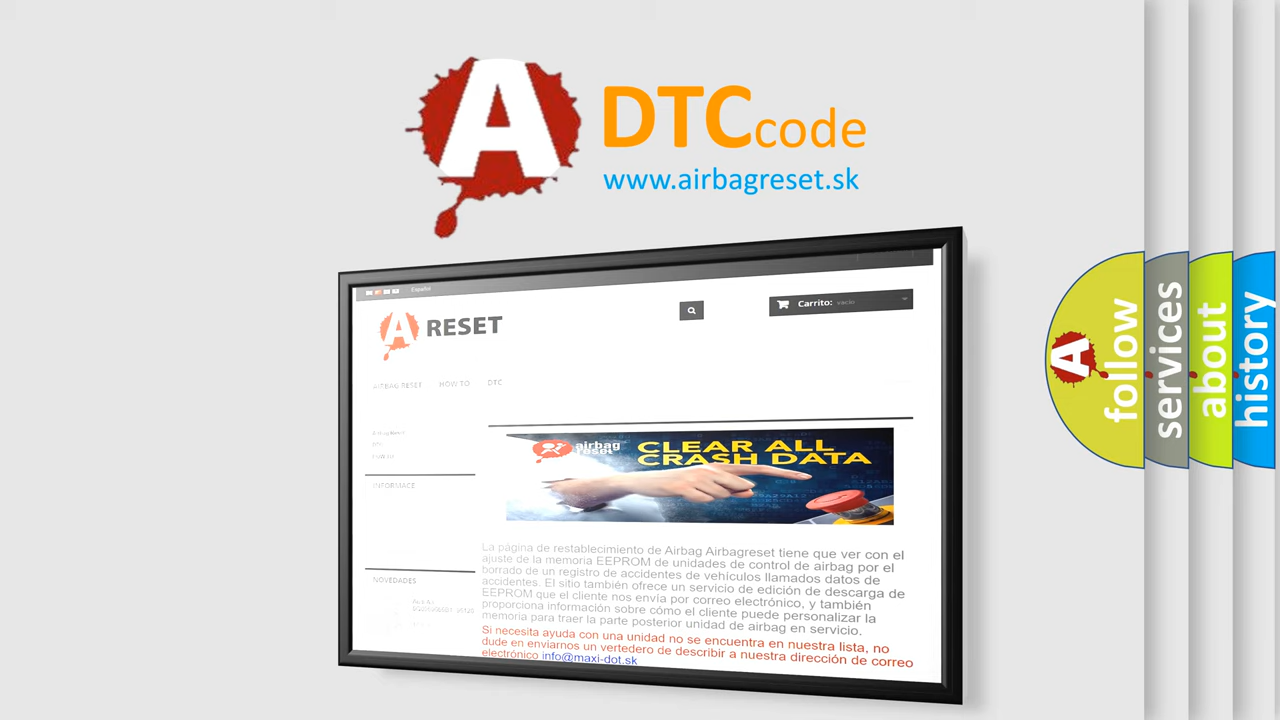 A DTCcode
www.airbagreset.sk
Español
A RESET
Carrito: vacío
AIRBAG RESET HOW TO DTC
INFORMACE
airbag
reset
CLEAR ALL
CRASH DATA
La página de restablecimiento de Airbag Airbagreset tiene que ver con el
ajuste de la memoria EEPROM de unidades de control de airbag por el
borrado de un registro de accidentes de vehículos llamados datos de
accidentes. El sitio también ofrece un servicio de edición de descarga de
EEPROM que el cliente nos envía por correo electrónico, y también
proporciona información sobre cómo el cliente puede personalizar la
memoria para traer la parte posterior unidad de airbag en servicio.
Si necesita ayuda con una unidad no se encuentra en nuestra lista, no
dude en enviarnos un vertedero de describir a nuestra dirección de correo
electrónico info@maxi-dot.sk
NOVEDADES
A follow
services
about
history